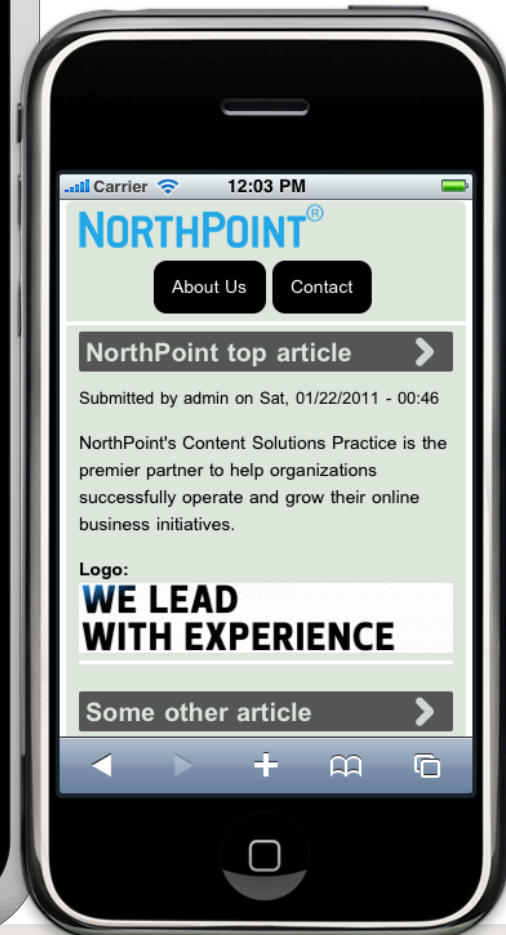 Carrier 12:03 PM
NORTHPOINT®
About Us Contact
NorthPoint top article
Submitted by admin on Sat, 01/22/2011 - 00:46
NorthPoint's Content Solutions Practice is the
premier partner to help organizations
successfully operate and grow their online
business initiatives.
Logo:
WE LEAD
WITH EXPERIENCE
Some other article